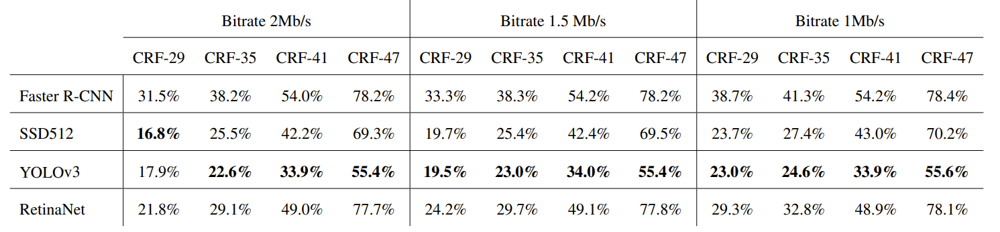 Bitrate 2Mb/s Bitrate 1.5 Mb/s Bitrate 1Mb/s
CRF-29 CRF-35 CRF-41 CRF-47 CRF-29 CRF-35 CRF-41 CRF-47 CRF-29 CRF-35 CRF-41 CRF-47
Faster R-CNN 31.5% 38.2% 54.0% 78.2% 33.3% 38.3% 54.2% 78.2% 38.7% 41.3% 54.2% 78.4%
SSD512 16.8% 25.5% 42.2% 69.3% 19.7% 25.4% 42.4% 69.5% 23.7% 27.4% 43.0% 70.2%
YOLOv3 17.9% 22.6% 33.9% 55.4% 19.5% 23.0% 34.0% 55.4% 23.0% 24.6% 33.9% 55.6%
RetinaNet 21.8% 29.1% 49.0% 77.7% 24.2% 29.7% 49.1% 77.8% 29.3% 32.8% 48.9% 78.1%